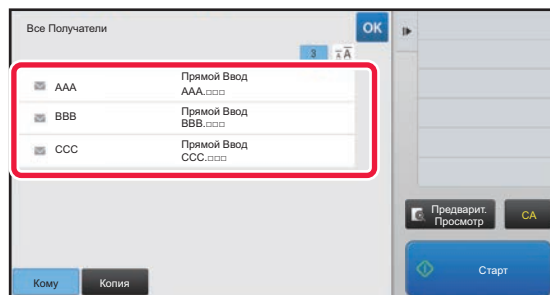 Все Получатели
OK
3
AA
AAA
Прямой Ввод
AAA.□□□
BBB
Прямой Ввод
BBB.□□□
CCC
Прямой Ввод
CCC.□□□
Предварит.
Просмотр
CA
Кому
Копия
Старт